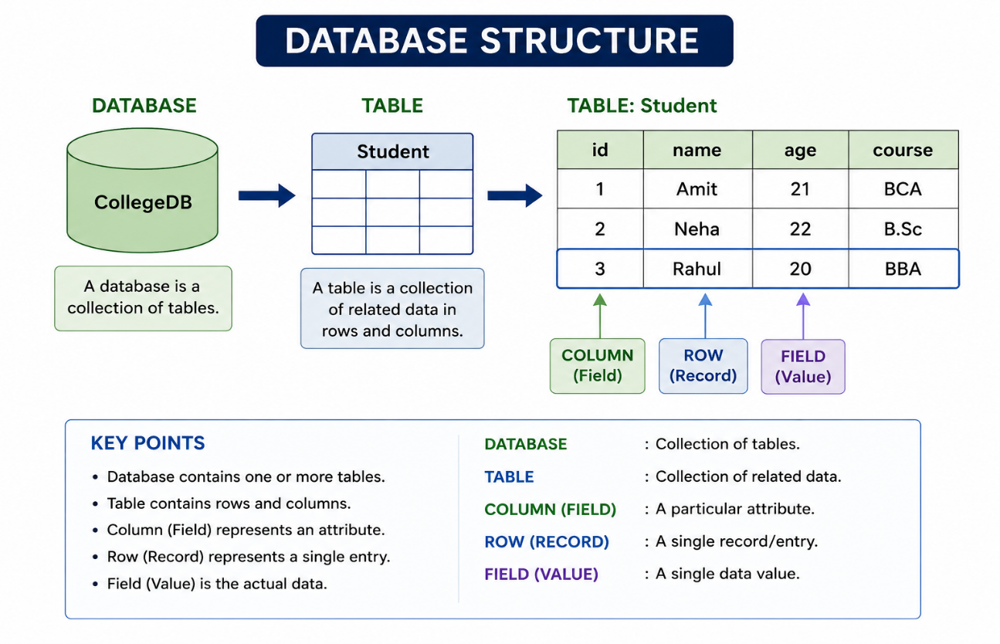 DATABASE STRUCTURE
DATABASE
CollegeDB
A database is a
collection of tables.
TABLE
Student
A table is a collection
of related data in
rows and columns.
TABLE: Student
id name age course
1 Amit 21 BCA
2 Neha 22 B.Sc
3 Rahul 20 BBA
COLUMN
(Field)
ROW
(Record)
FIELD
(Value)
KEY POINTS
• Database contains one or more tables.
• Table contains rows and columns.
• Column (Field) represents an attribute.
• Row (Record) represents a single entry.
• Field (Value) is the actual data.
DATABASE : Collection of tables.
TABLE : Collection of related data.
COLUMN (FIELD) : A particular attribute.
ROW (RECORD) : A single record/entry.
FIELD (VALUE) : A single data value.